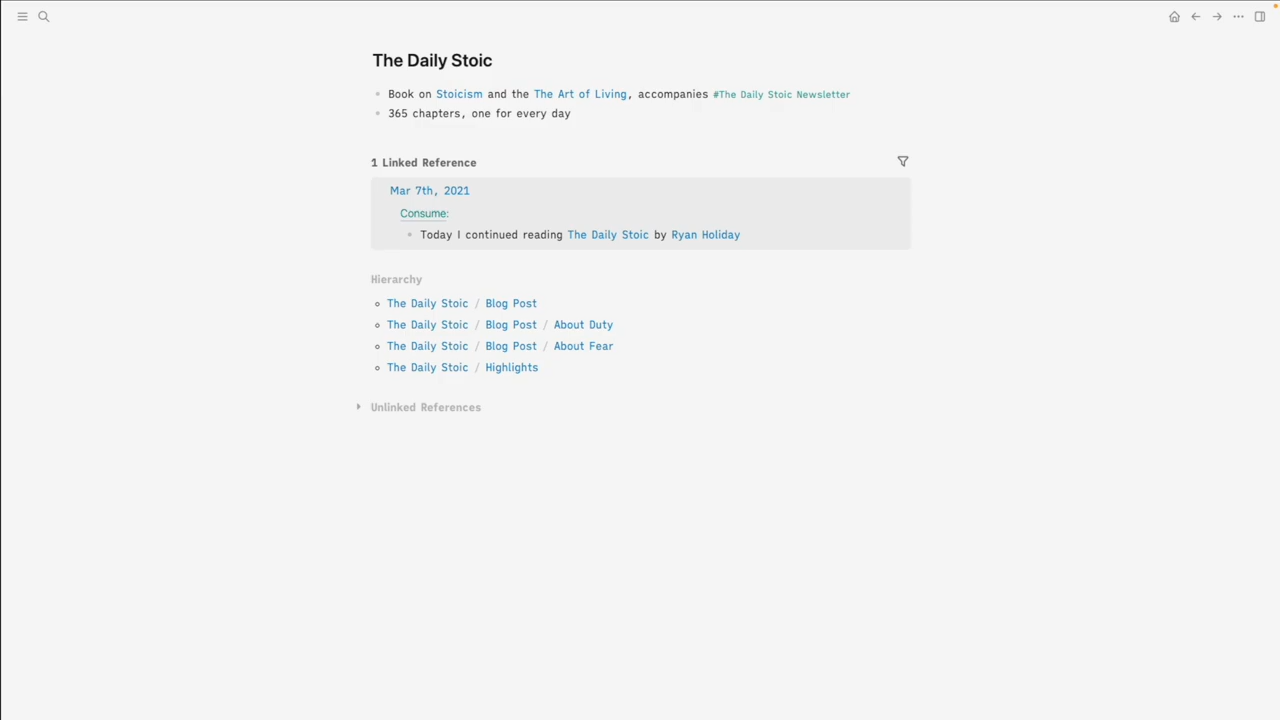 The Daily Stoic
Book on Stoicism and the The Art of Living, accompanies #The Daily Stoic Newsletter
365 chapters, one for every day
1 Linked Reference
Mar 7th, 2021
Consume:
Today I continued reading The Daily Stoic by Ryan Holiday
Hierarchy
The Daily Stoic / Blog Post
The Daily Stoic / Blog Post / About Duty
The Daily Stoic / Blog Post / About Fear
The Daily Stoic / Highlights
Unlinked References